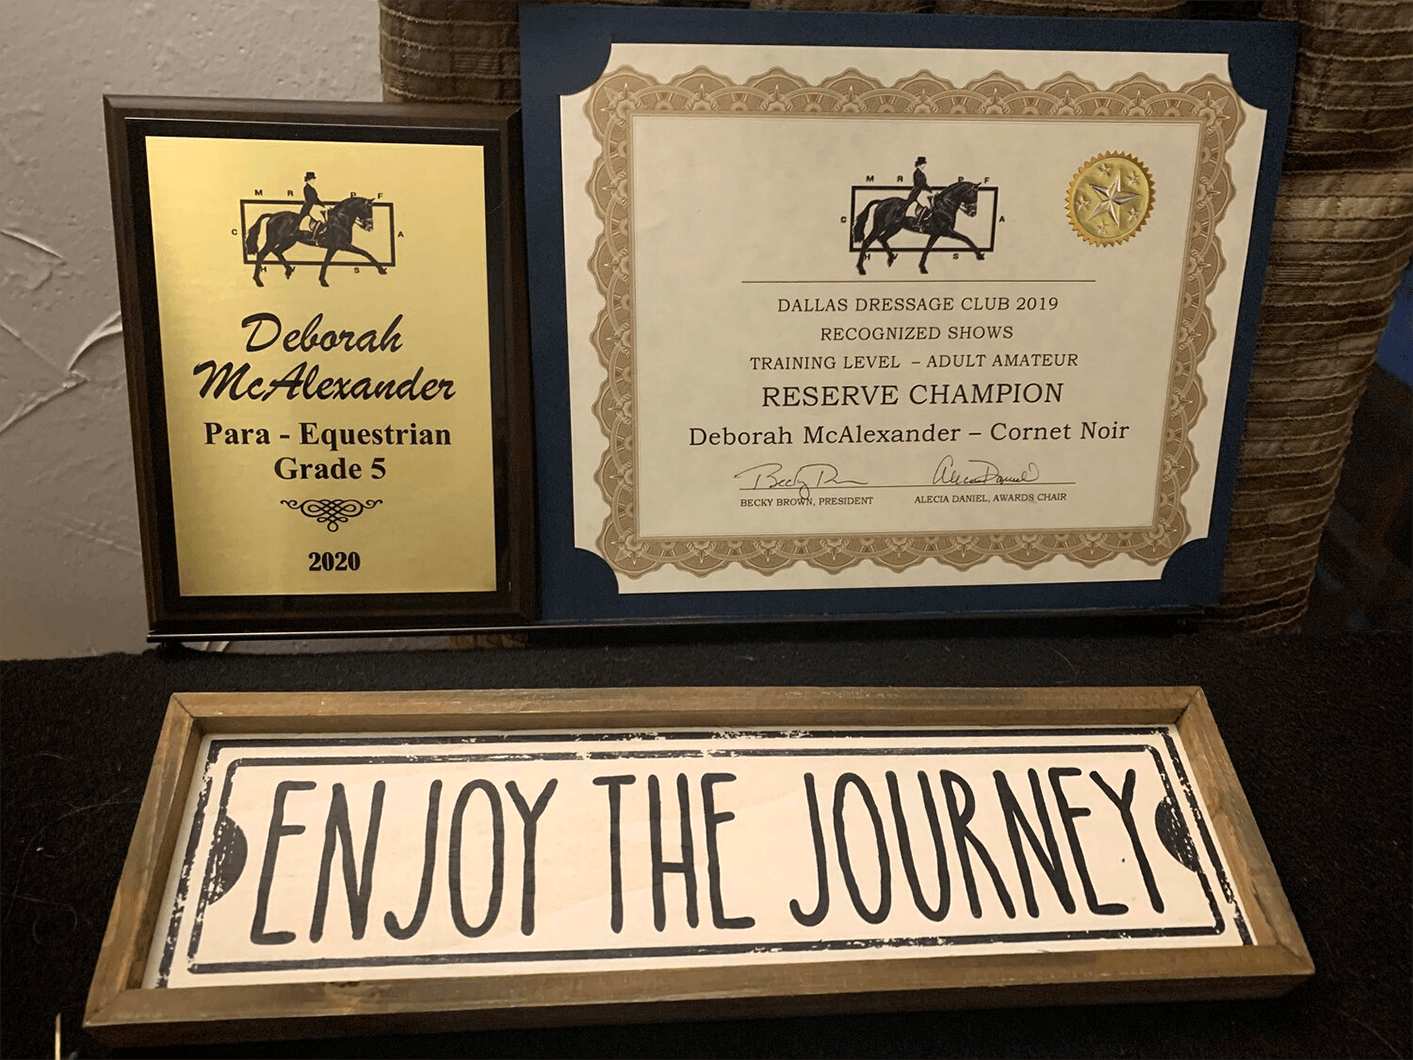 M R P F
C A
H V S
Deborah
McAlexander
Para - Equestrian
Grade 5
2020
M R P F
C A
H V S
DALLAS DRESSAGE CLUB 2019
RECOGNIZED SHOWS
TRAINING LEVEL – ADULT AMATEUR
RESERVE CHAMPION
Deborah McAlexander – Cornet Noir
BECKY BROWN, PRESIDENT
ALECIA DANIEL, AWARDS CHAIR
ENJOY THE JOURNEY